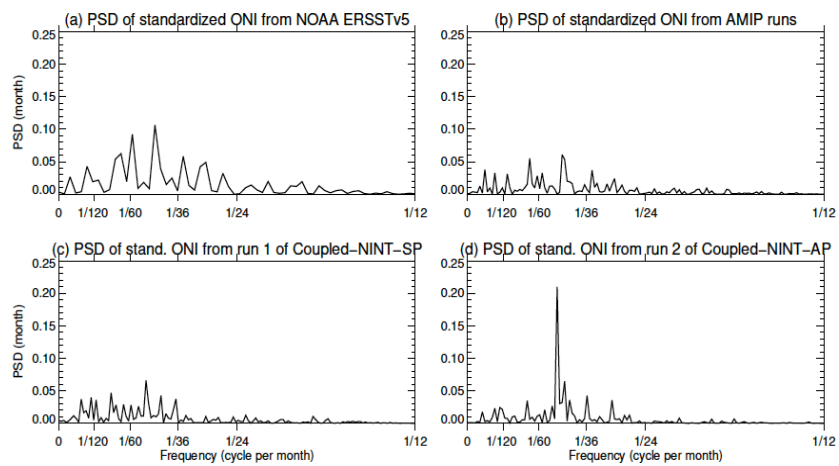 (a) PSD of standardized ONI from NOAA ERSSTv5
(b) PSD of standardized ONI from AMIP runs
0.25
0.20
0.15
0.10
0.05
0.00
PSD (month)
0 1/120 1/60 1/36 1/24 1/12
0.25
0.20
0.15
0.10
0.05
0.00
0 1/120 1/60 1/36 1/24 1/12
(c) PSD of stand. ONI from run 1 of Coupled-NINT-SP
(d) PSD of stand. ONI from run 2 of Coupled-NINT-AP
0.25
0.20
0.15
0.10
0.05
0.00
PSD (month)
0 1/120 1/60 1/36 1/24 1/12
Frequency (cycle per month)
0.25
0.20
0.15
0.10
0.05
0.00
0 1/120 1/60 1/36 1/24 1/12
Frequency (cycle per month)